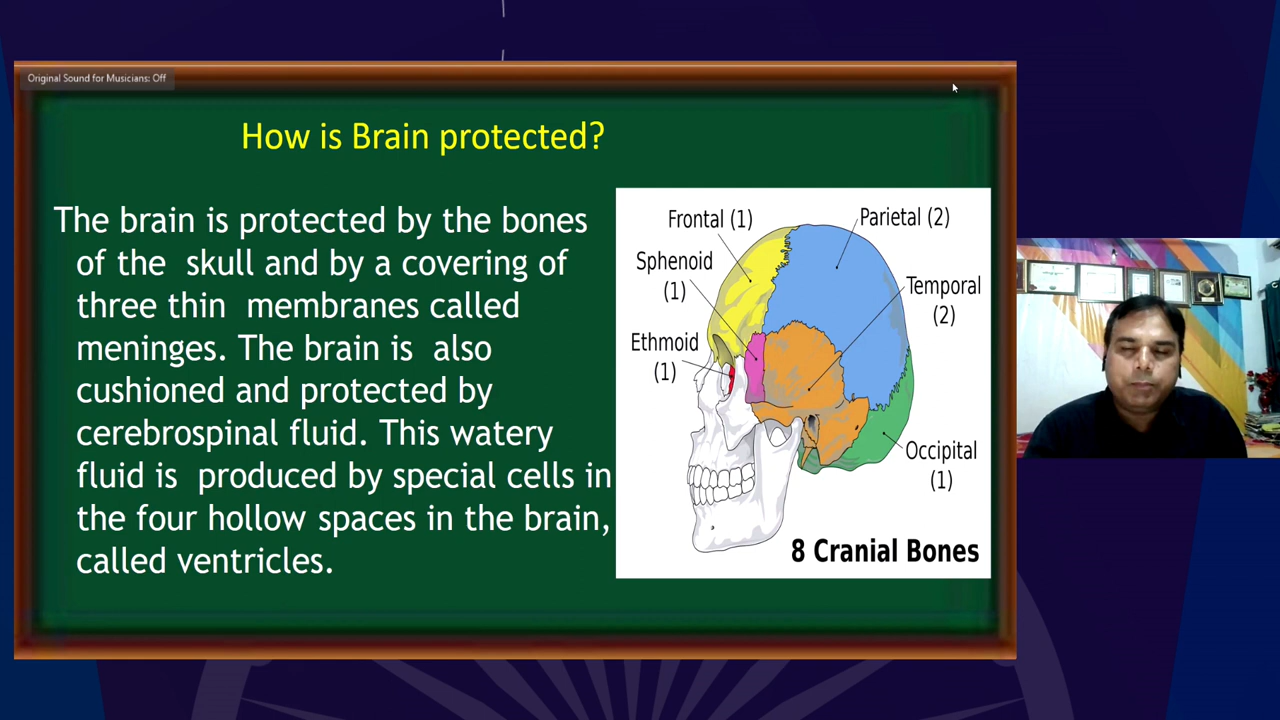 Original Sound for Musicians: Off
How is Brain protected?
The brain is protected by the bones
of the skull and by a covering of
three thin membranes called
meninges. The brain is also
cushioned and protected by
cerebrospinal fluid. This watery
fluid is produced by special cells in
the four hollow spaces in the brain,
called ventricles.
Frontal (1)
Parietal (2)
Sphenoid
(1)
Temporal
(2)
Ethmoid
(1)
Occipital
(1)
8 Cranial Bones